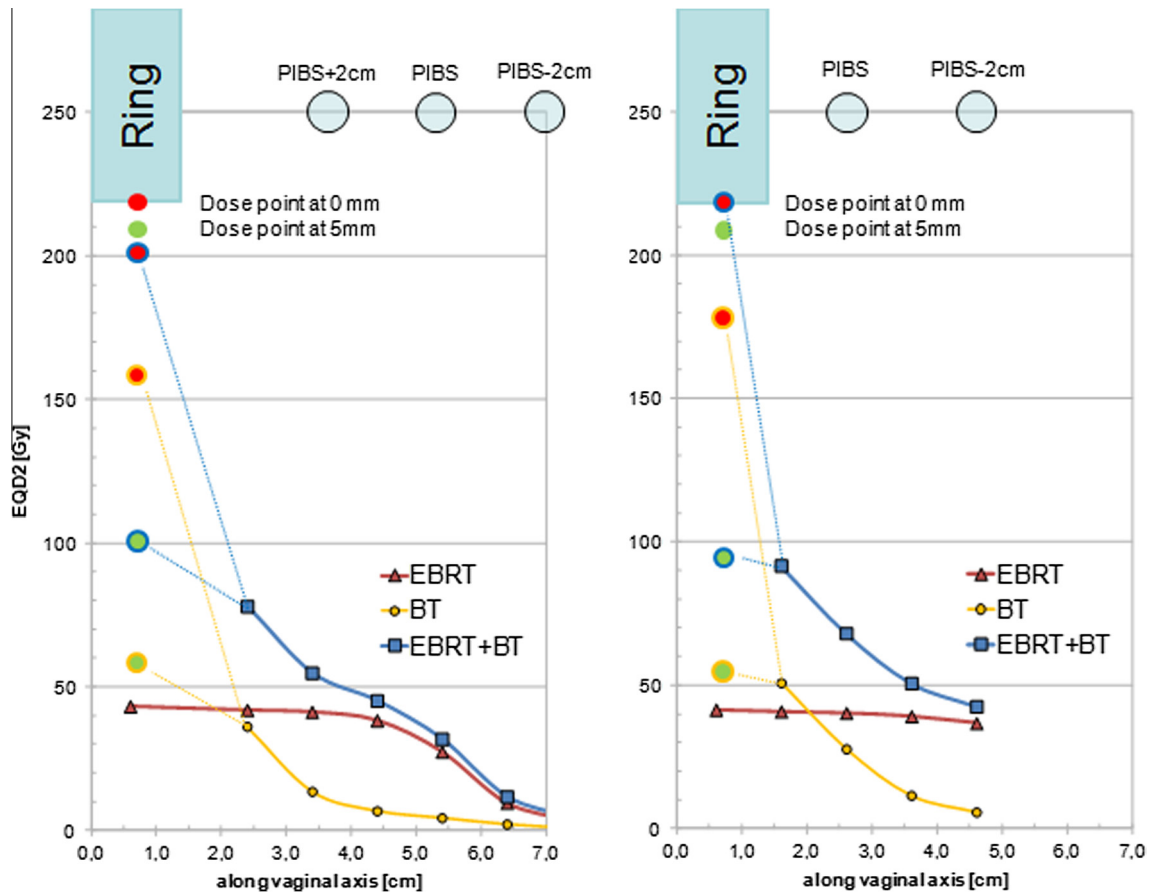 Ring
PIBS+2cm
PIBS
PIBS-2cm
250
Dose point at 0 mm
Dose point at 5mm
200
150
100
50
0
EQD2 [Gy]
EBRT
BT
EBRT+BT
0,0 1,0 2,0 3,0 4,0 5,0 6,0 7,0
along vaginal axis [cm]
Ring
PIBS
PIBS-2cm
250
Dose point at 0 mm
Dose point at 5mm
200
150
100
50
0
EBRT
BT
EBRT+BT
0,0 1,0 2,0 3,0 4,0 5,0 6,0 7,0
along vaginal axis [cm]